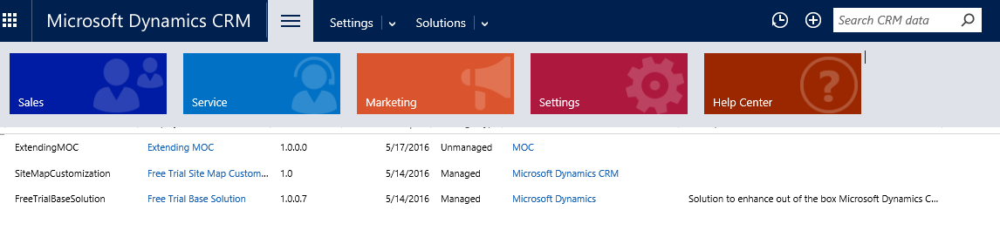 Microsoft Dynamics CRM Settings Solutions Search CRM data
Sales Service Marketing Settings Help Center
ExtendingMOC Extending MOC 1.0.0.0 5/17/2016 Unmanaged MOC
SiteMapCustomization Free Trial Site Map Custom... 1.0 5/14/2016 Managed Microsoft Dynamics CRM
FreeTrialBaseSolution Free Trial Base Solution 1.0.0.7 5/14/2016 Managed Microsoft Dynamics Solution to enhance out of the box Microsoft Dynamics C...